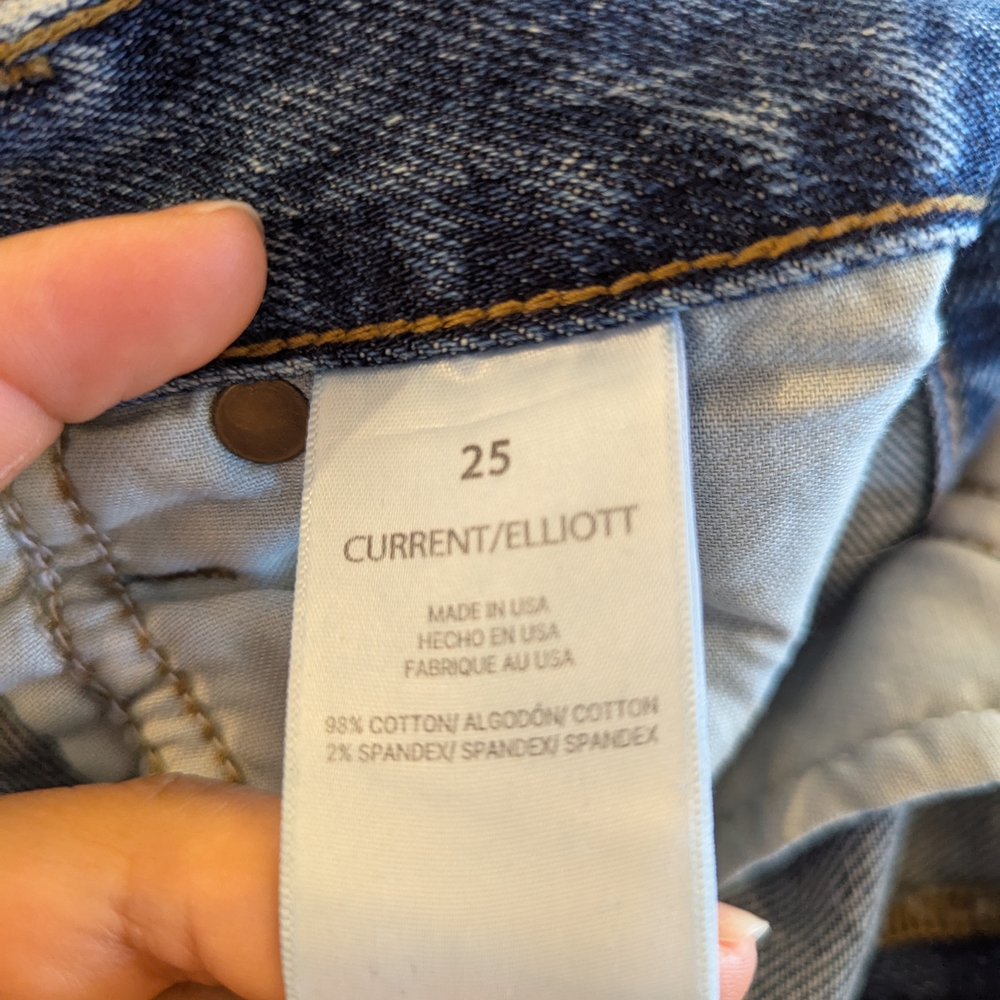 25
CURRENT/ELLIOTT
MADE IN USA
HECHO EN USA
FABRIQUE AU USA
98% COTTON/ ALGODÓN/ COTTON
2% SPANDEX/ SPANDEX/ SPANDEX